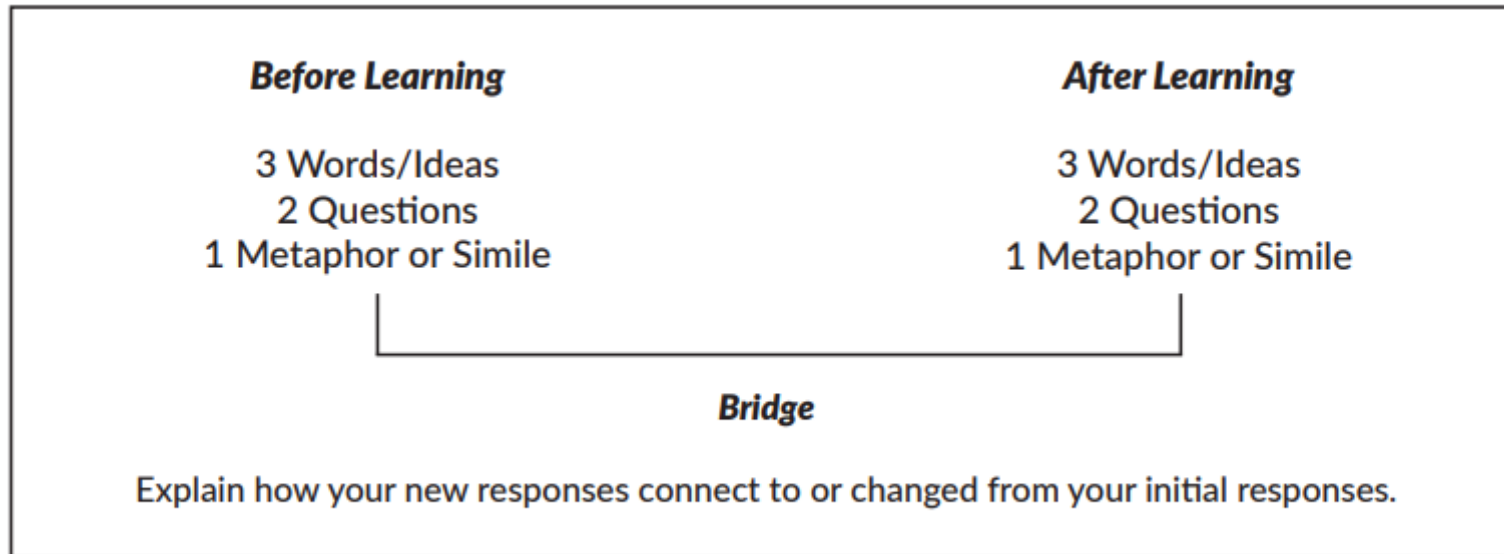 Before Learning
3 Words/Ideas
2 Questions
1 Metaphor or Simile
After Learning
3 Words/Ideas
2 Questions
1 Metaphor or Simile
Bridge
Explain how your new responses connect to or changed from your initial responses.